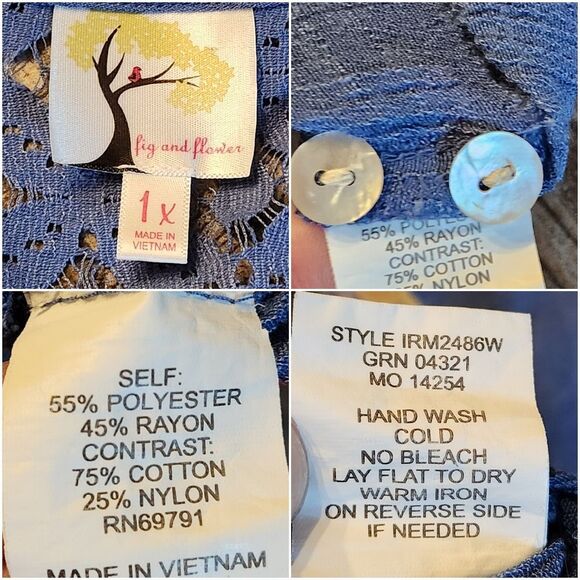 fig and flower
1X
MADE IN
VIETNAM
55% POLYESTER
45% RAYON
CONTRAST:
75% COTTON
25% NYLON
SELF:
55% POLYESTER
45% RAYON
CONTRAST:
75% COTTON
25% NYLON
RN69791
MADE IN VIETNAM
STYLE IRM2486W
GRN 04321
MO 14254
HAND WASH
COLD
NO BLEACH
LAY FLAT TO DRY
WARM IRON
ON REVERSE SIDE
IF NEEDED